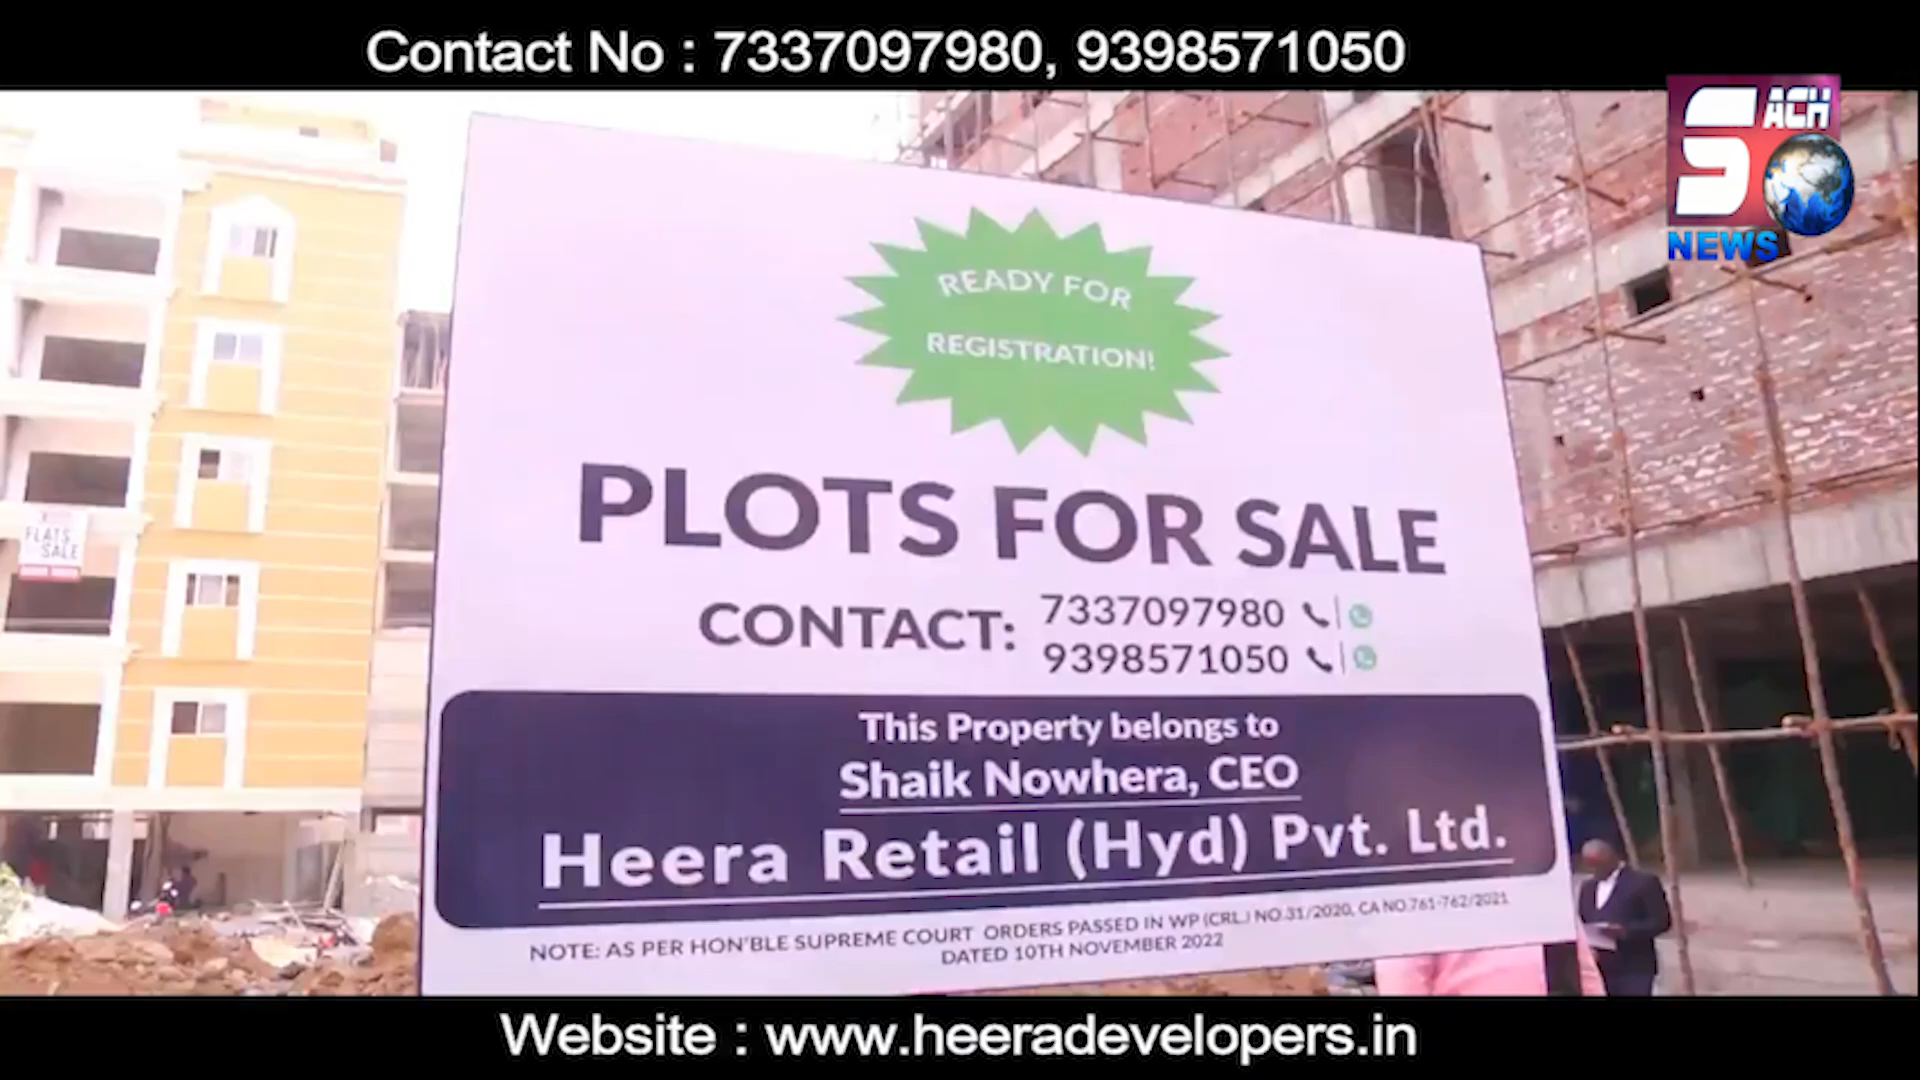 Contact No : 7337097980, 9398571050
SACH
NEWS
READY FOR
REGISTRATION!
PLOTS FOR SALE
CONTACT: 7337097980
9398571050
FLATS
SALE
This Property belongs to
Shaik Nowhera, CEO
Heera Retail (Hyd) Pvt. Ltd.
NOTE: AS PER HON'BLE SUPREME COURT ORDERS PASSED IN WP (CRL.) NO.31/2020, CA NO.761-762/2021
DATED 10TH NOVEMBER 2022
Website : www.heeradevelopers.in